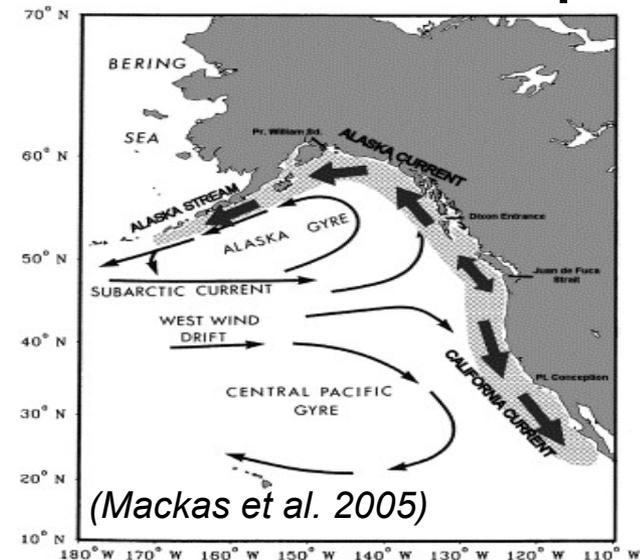 70° N
BERING
SEA
Pr. William Sd.
ALASKA CURRENT
60° N
ALASKA STREAM
Dixon Entrance
ALASKA GYRE
50° N
Juan de Fuca
Strait
SUBARCTIC CURRENT
WEST WIND
DRIFT
40° N
Pt. Conception
CALIFORNIA CURRENT
CENTRAL PACIFIC
GYRE
30° N
20° N
(Mackas et al. 2005)
10° N
180° W 170° W 160° W 150° W 140° W 130° W 120° W 110° W